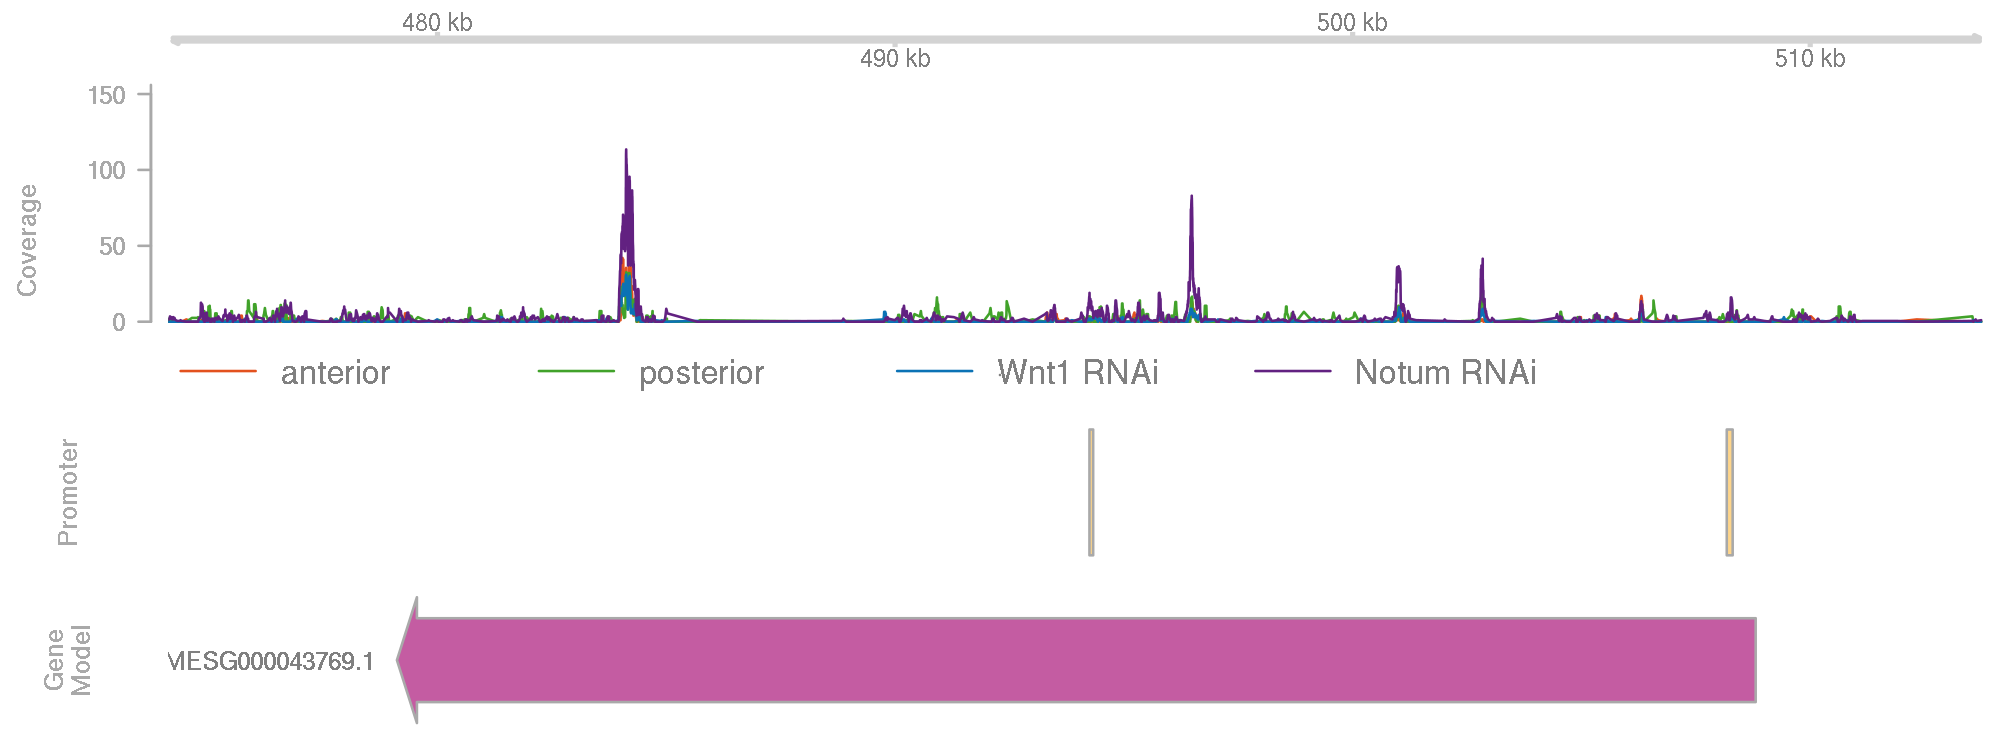 480 kb
500 kb
490 kb
510 kb
Coverage
150
100
50
0
anterior
posterior
Wnt1 RNAi
Notum RNAi
Promoter
Gene
Model
MESG000043769.1